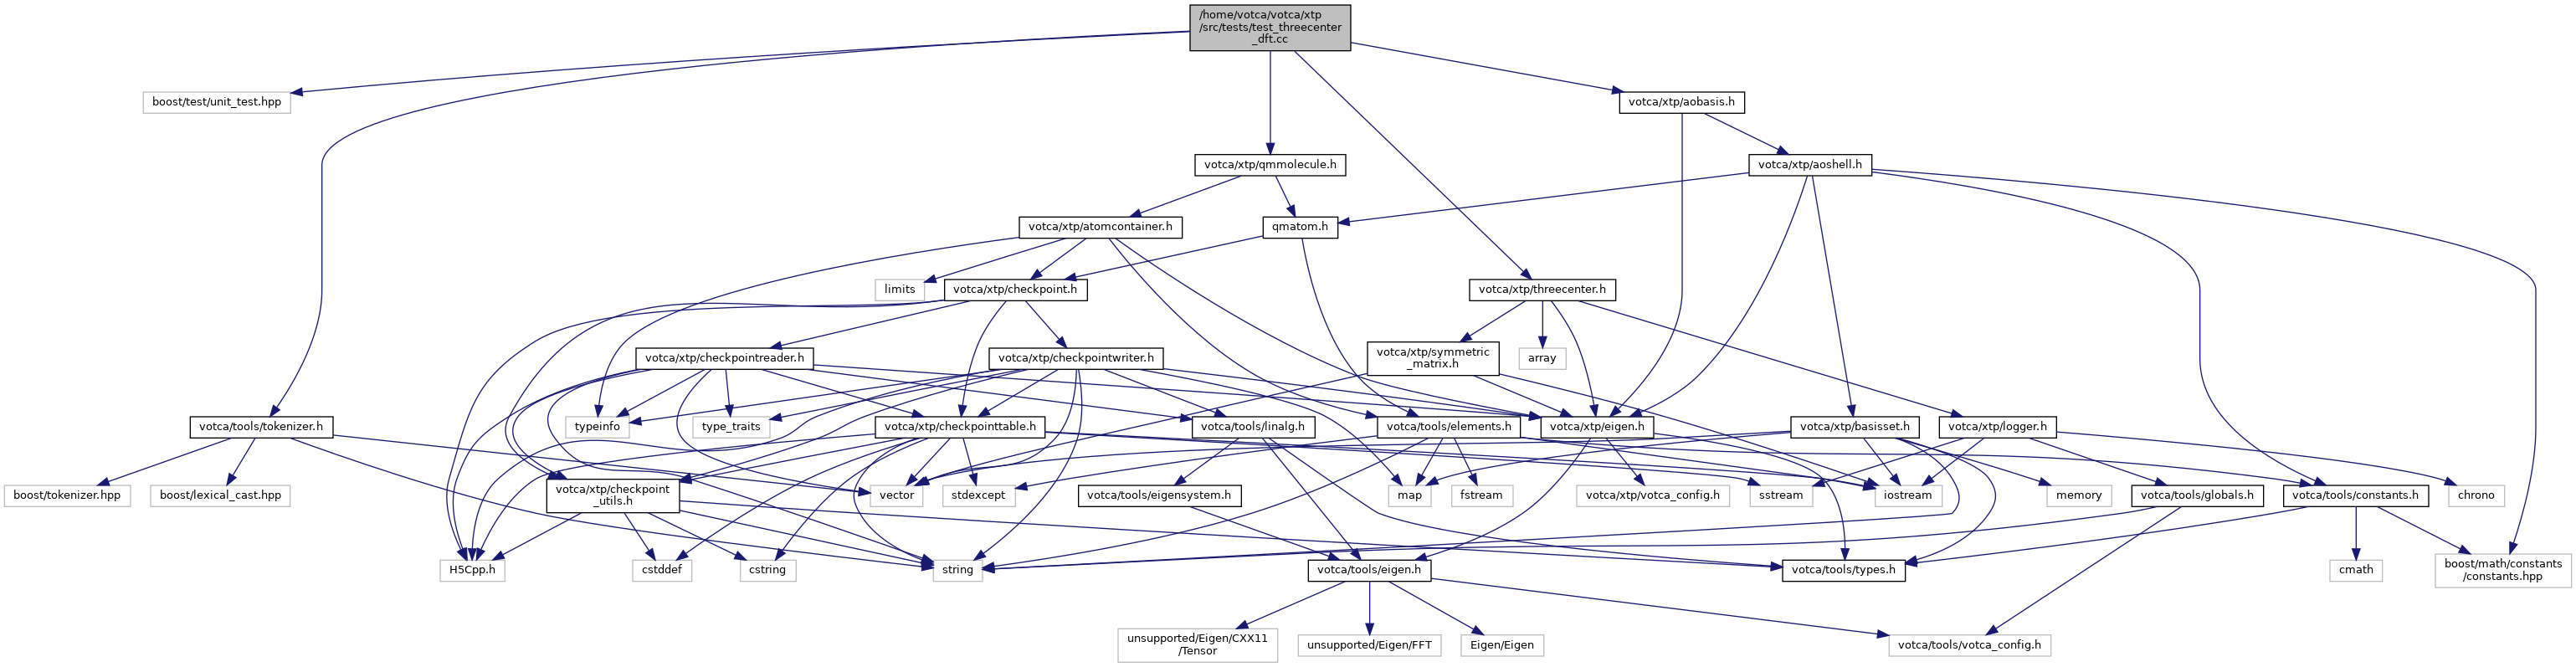 /home/votca/votca/xtp
/src/tests/test_threecenter
_dft.cc
boost/test/unit_test.hpp
votca/xtp/aobasis.h
votca/xtp/qmmolecule.h
votca/xtp/aoshell.h
votca/xtp/atomcontainer.h
qmatom.h
limits
votca/xtp/checkpoint.h
votca/xtp/threecenter.h
votca/xtp/checkpointreader.h
votca/xtp/checkpointwriter.h
votca/xtp/symmetric
_matrix.h
array
votca/tools/tokenizer.h
typeinfo
type_traits
votca/xtp/checkpointtable.h
votca/tools/linalg.h
votca/tools/elements.h
votca/xtp/eigen.h
votca/xtp/basisset.h
votca/xtp/logger.h
boost/tokenizer.hpp
boost/lexical_cast.hpp
votca/xtp/checkpoint
_utils.h
vector
stdexcept
votca/tools/eigensystem.h
map
fstream
votca/xtp/votca_config.h
sstream
iostream
memory
votca/tools/globals.h
votca/tools/constants.h
chrono
H5Cpp.h
cstddef
cstring
string
votca/tools/eigen.h
votca/tools/types.h
cmath
boost/math/constants
/constants.hpp
unsupported/Eigen/CXX11
/Tensor
unsupported/Eigen/FFT
Eigen/Eigen
votca/tools/votca_config.h